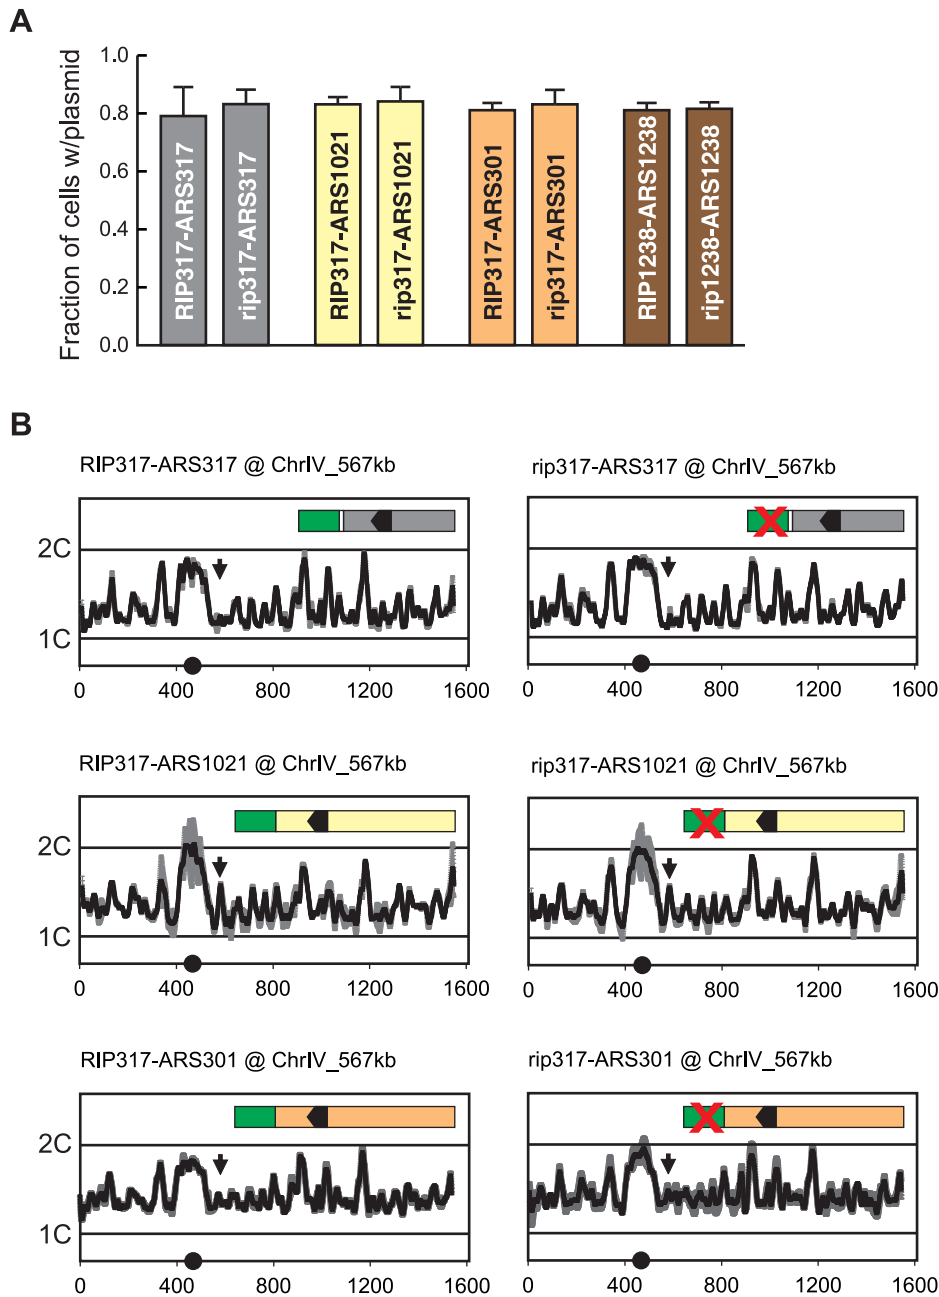 A
Fraction of cells w/plasmid
1.0
0.8
0.6
0.4
0.2
0.0
RIP317-ARS317
rip317-ARS317
RIP317-ARS1021
rip317-ARS1021
RIP317-ARS301
rip317-ARS301
RIP1238-ARS1238
rip1238-ARS1238
B
RIP317-ARS317 @ ChrIV_567kb
2C
1C
0 400 800 1200 1600
rip317-ARS317 @ ChrIV_567kb
0 400 800 1200 1600
RIP317-ARS1021 @ ChrIV_567kb
2C
1C
0 400 800 1200 1600
rip317-ARS1021 @ ChrIV_567kb
0 400 800 1200 1600
RIP317-ARS301 @ ChrIV_567kb
2C
1C
0 400 800 1200 1600
rip317-ARS301 @ ChrIV_567kb
0 400 800 1200 1600